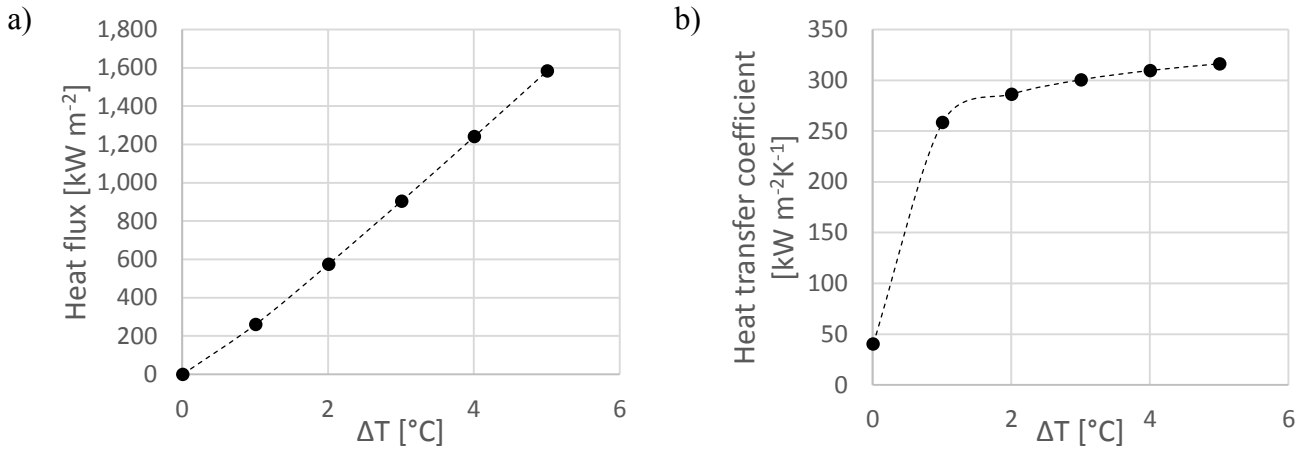 a)
Heat flux [kW m⁻²]
1,800
1,600
1,400
1,200
1,000
800
600
400
200
0
0 2 4 6
ΔT [°C]
b)
Heat transfer coefficient
[kW m⁻²K⁻¹]
350
300
250
200
150
100
50
0
0 2 4 6
ΔT [°C]